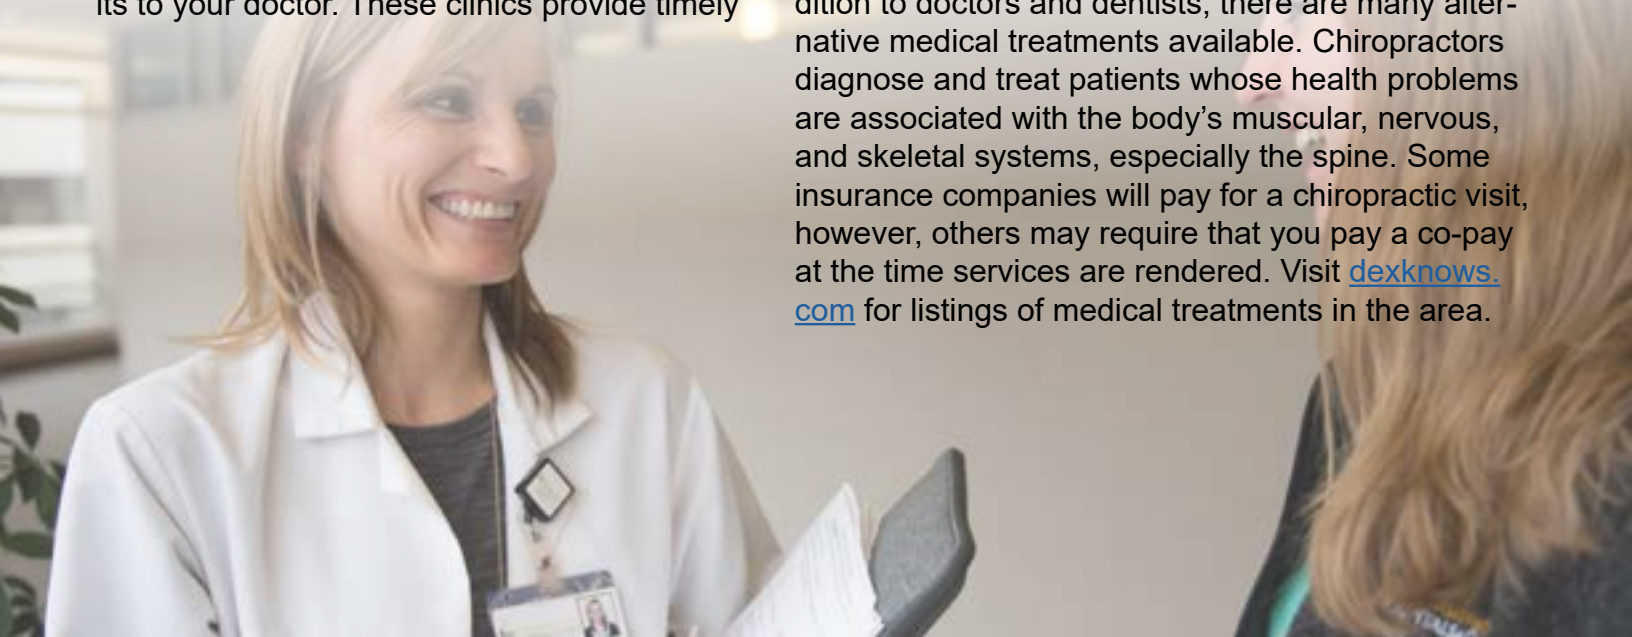 its to your doctor. These clinics provide timely
dition to doctors and dentists, there are many alter-
native medical treatments available. Chiropractors
diagnose and treat patients whose health problems
are associated with the body’s muscular, nervous,
and skeletal systems, especially the spine. Some
insurance companies will pay for a chiropractic visit,
however, others may require that you pay a co-pay
at the time services are rendered. Visit dexknows.
com for listings of medical treatments in the area.